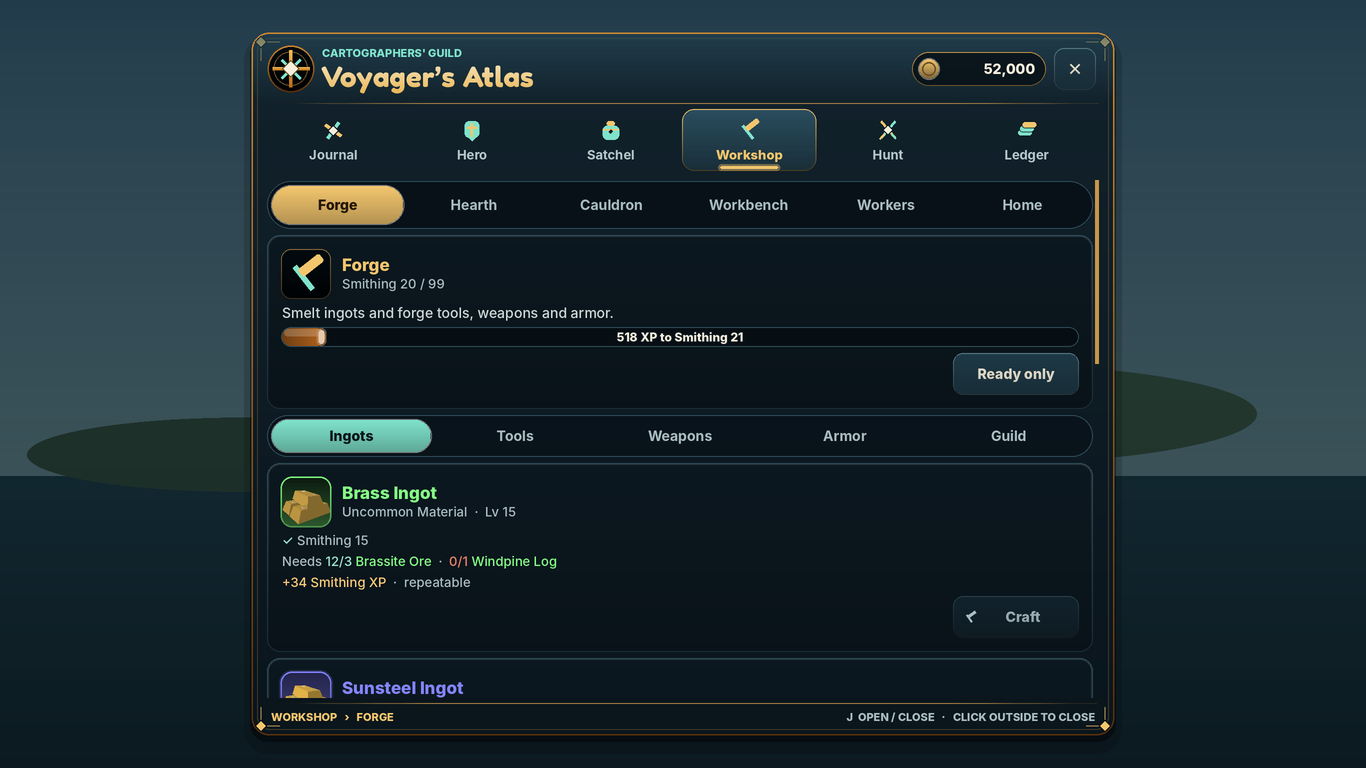 CARTOGRAPHERS' GUILD
Voyager’s Atlas
52,000
×
Journal
Hero
Satchel
Workshop
Hunt
Ledger
Forge
Hearth
Cauldron
Workbench
Workers
Home
Forge
Smithing 20 / 99
Smelt ingots and forge tools, weapons and armor.
518 XP to Smithing 21
Ready only
Ingots
Tools
Weapons
Armor
Guild
Brass Ingot
Uncommon Material · Lv 15
✓ Smithing 15
Needs 12/3 Brassite Ore · 0/1 Windpine Log
+34 Smithing XP · repeatable
Craft
Sunsteel Ingot
WORKSHOP › FORGE
J OPEN / CLOSE · CLICK OUTSIDE TO CLOSE